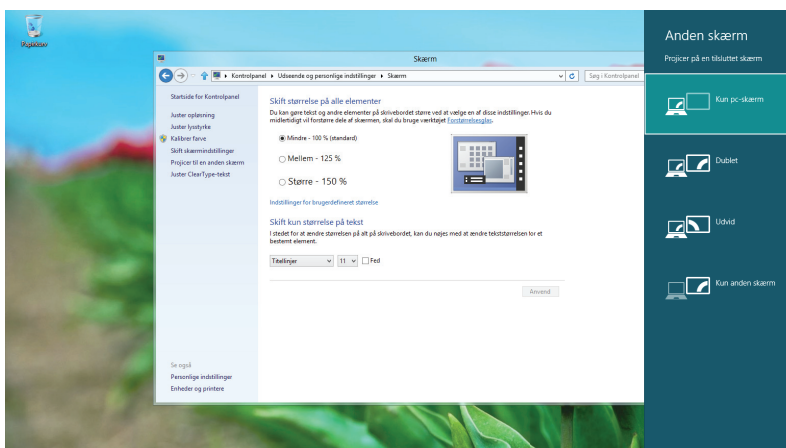 Papirkurv
Skærm
Kontrolpanel
Udseende og personlige indstillinger
Skærm
Søg i Kontrolpanel
Startside for Kontrolpanel
Juster opløsning
Juster lysstyrke
Kalibrer farve
Skift skærmindstillinger
Projicer til en anden skærm
Juster ClearType-tekst
Se også
Personlige indstillinger
Enheder og printere
Skift størrelse på alle elementer
Du kan gøre tekst og andre elementer på skrivebordet større ved at vælge en af disse indstillinger. Hvis du
midlertidigt vil forstørre dele af skærmen, skal du bruge værktøjet Forstørrelsesglas.
Mindre - 100 % (standard)
Mellem - 125 %
Større - 150 %
Indstillinger for brugerdefineret størrelse
Skift kun størrelse på tekst
I stedet for at ændre størrelsen på alt på skrivebordet, kan du nøjes med at ændre tekststørrelsen for et
bestemt element.
Titellinjer 11 Fed
Anvend
Anden skærm
Projicer på en tilsluttet skærm
Kun pc-skærm
Dublet
Udvid
Kun anden skærm